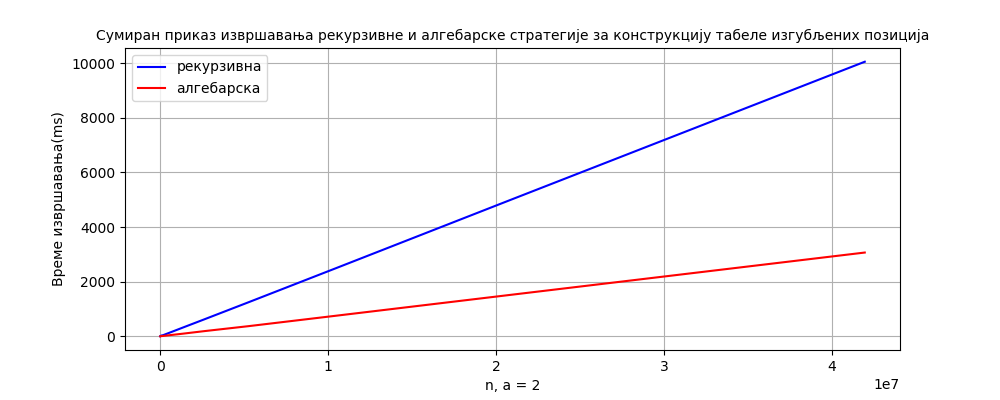 Сумиран приказ извршавања рекурзивне и алгебарске стратегије за конструкцију табеле изгубљених позиција
рекурзивна
алгебарска
Време извршавања(ms)
10000
8000
6000
4000
2000
0
0 1 2 3 4
1e7
n, a = 2